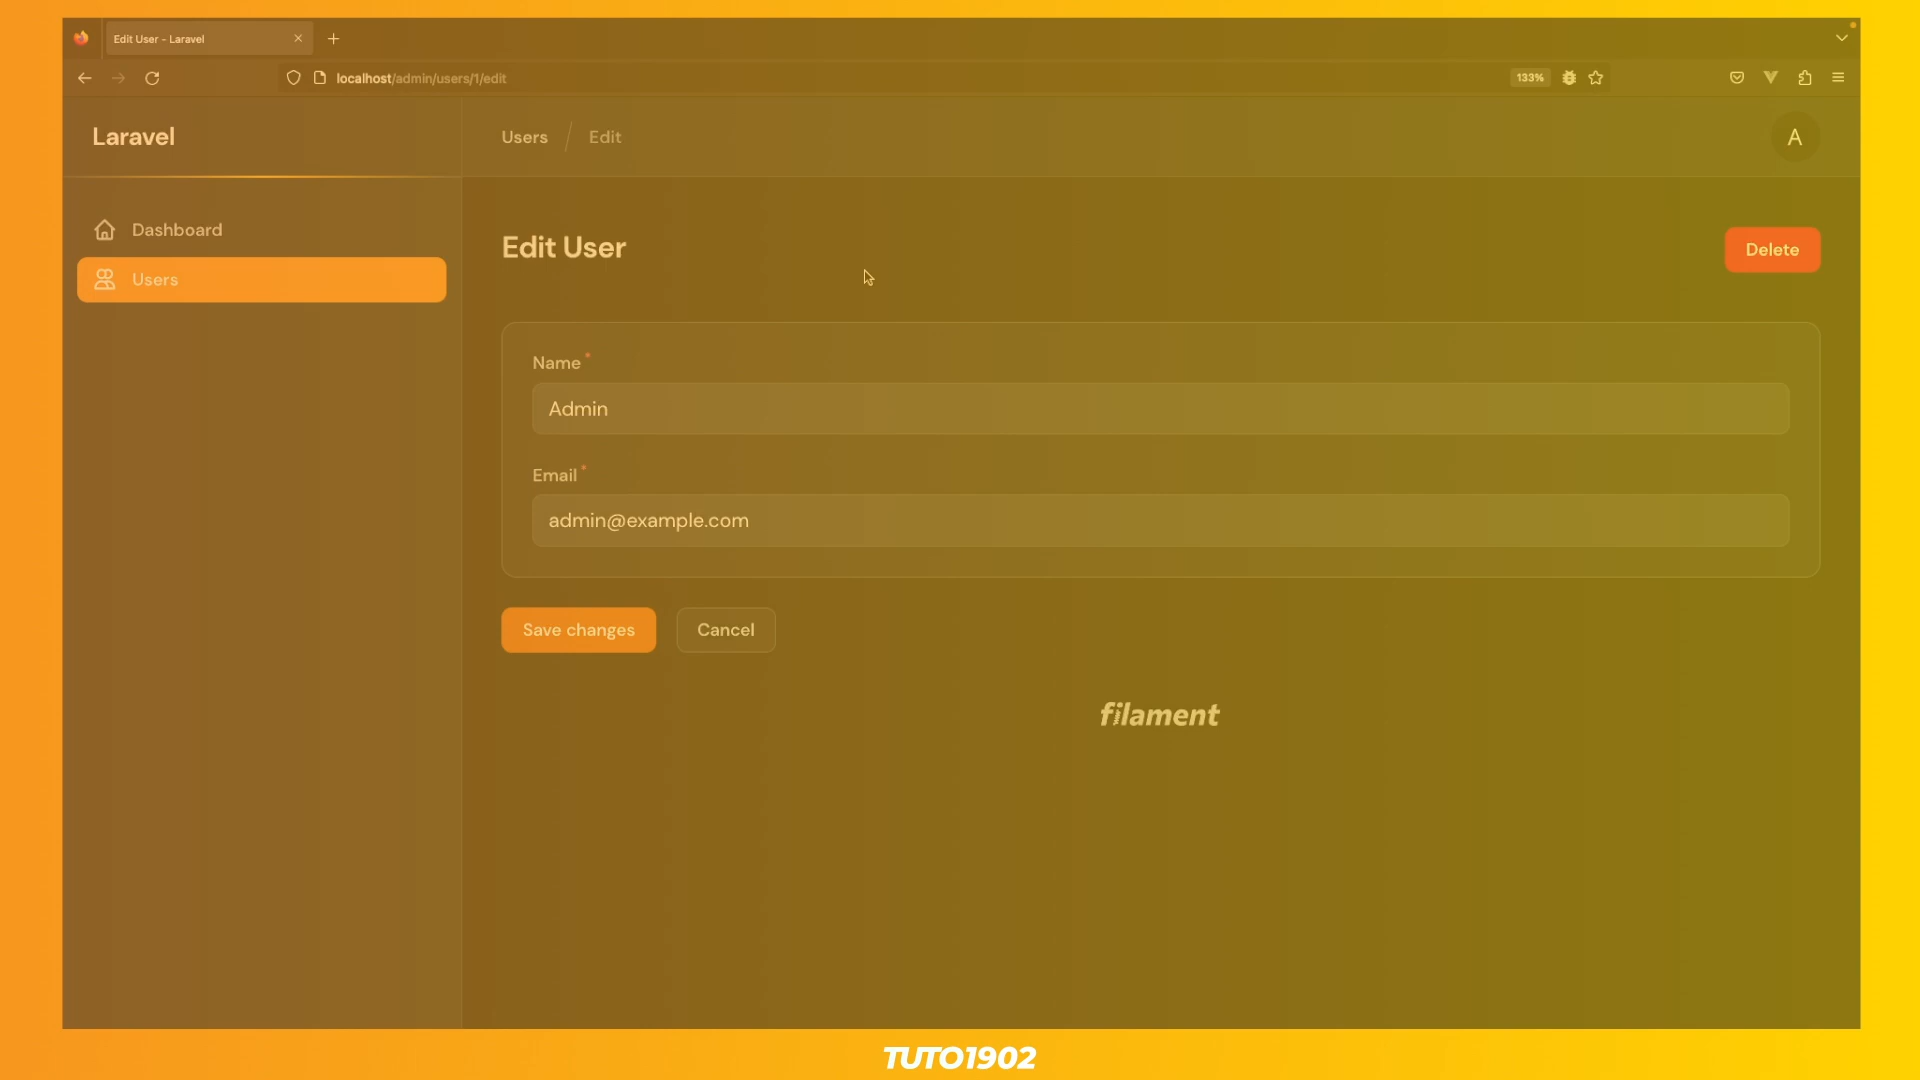 Edit User - Laravel
localhost/admin/users/1/edit
133%
Laravel
Users / Edit
A
Dashboard
Users
Edit User
Delete
Name*
Admin
Email*
admin@example.com
Save changes
Cancel
filament
TUTO1902